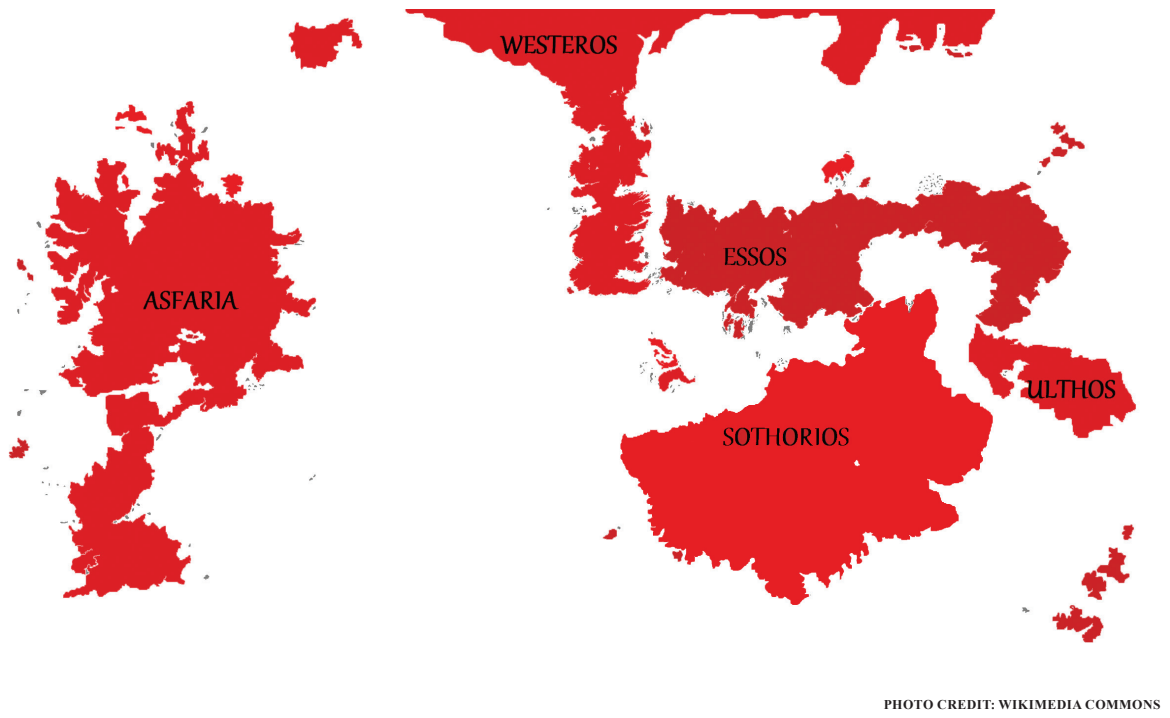 WESTEROS
ESSOS
ASFARIA
ULTHOS
SOTHORIOS
PHOTO CREDIT: WIKIMEDIA COMMONS